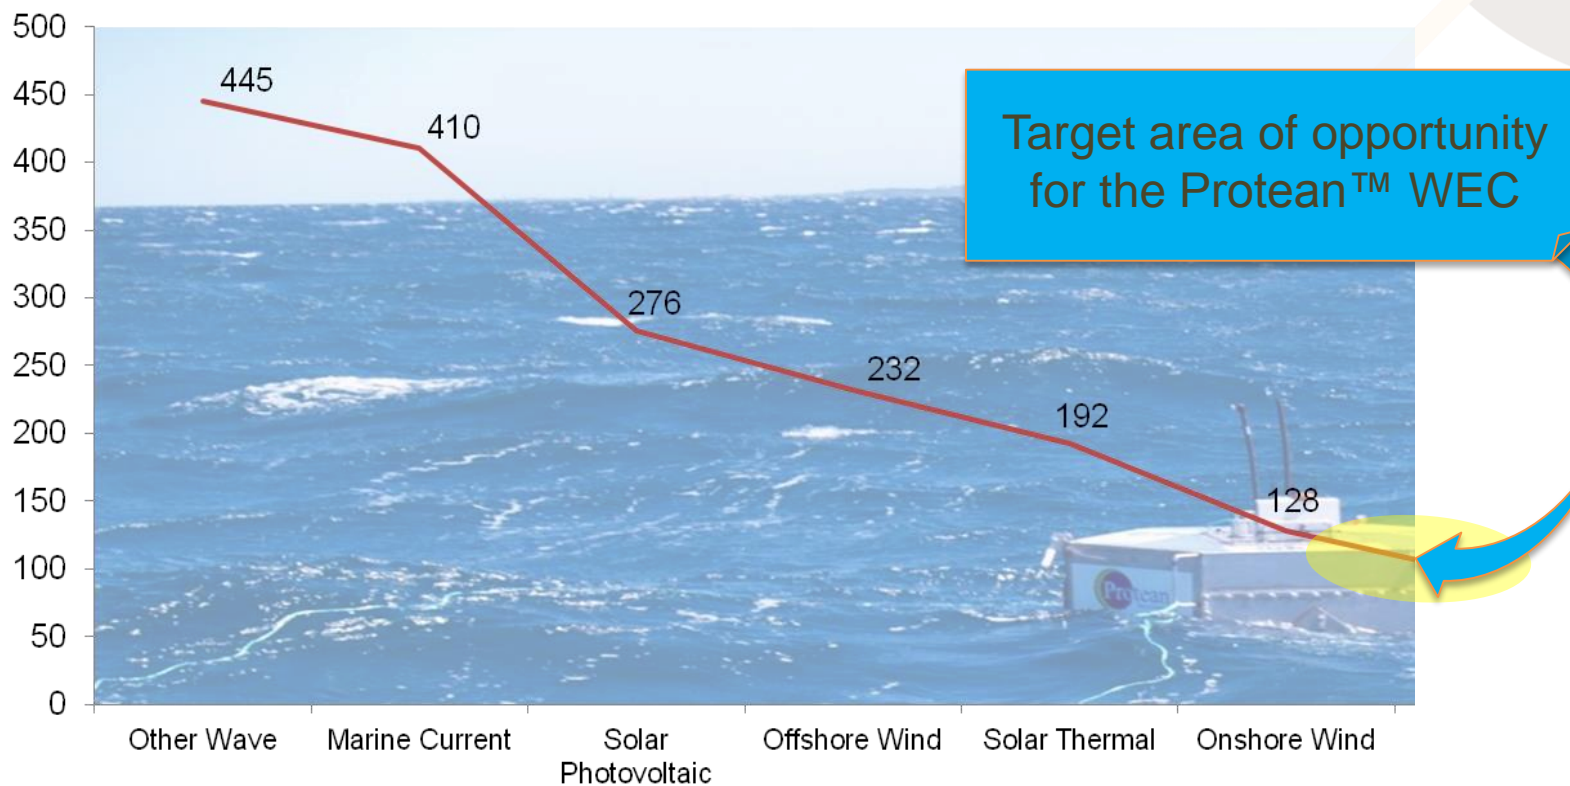 500
450
400
350
300
250
200
150
100
50
0
445
410
276
232
192
128
Target area of opportunity
for the Protean™ WEC
Protean
Other Wave
Marine Current
Solar
Photovoltaic
Offshore Wind
Solar Thermal
Onshore Wind